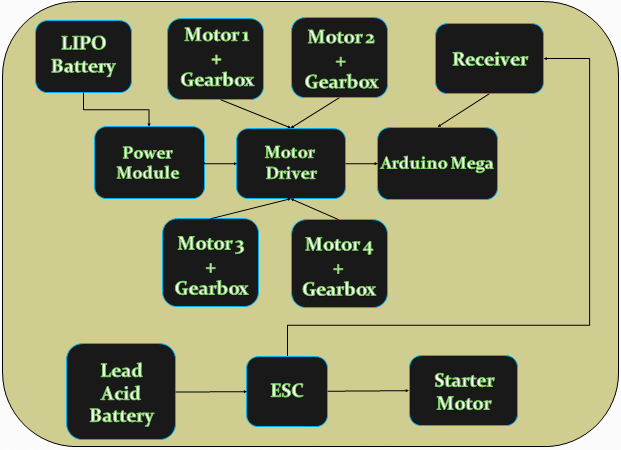 LIPO
Battery
Motor 1
+
Gearbox
Motor 2
+
Gearbox
Receiver
Power
Module
Motor
Driver
Arduino Mega
Motor 3
+
Gearbox
Motor 4
+
Gearbox
Lead
Acid
Battery
ESC
Starter
Motor